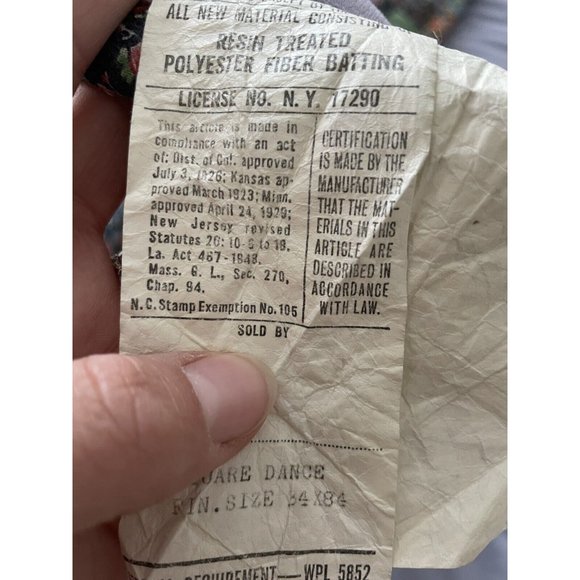 ALL NEW MATERIAL CONSISTING
RESIN TREATED
POLYESTER FIBER BATTING
LICENSE NO. N. Y. 17290
This article is made in
compliance with an act
of: Dist. of Col. approved
July 3, 1926; Kansas ap-
proved March 1923; Minn.
approved April 24, 1929;
New Jersey revised
Statutes 26: 10-6 to 18.
La. Act 467-1948.
Mass. G. L., Sec. 270,
Chap. 94.
N.C. Stamp Exemption No. 106
CERTIFICATION
IS MADE BY THE
MANUFACTURER
THAT THE MAT-
ERIALS IN THIS
ARTICLE ARE
DESCRIBED IN
ACCORDANCE
WITH LAW.
SOLD BY
QUARE DANCE
FIN. SIZE 84X84
REQUIREMENT—WPL 5852